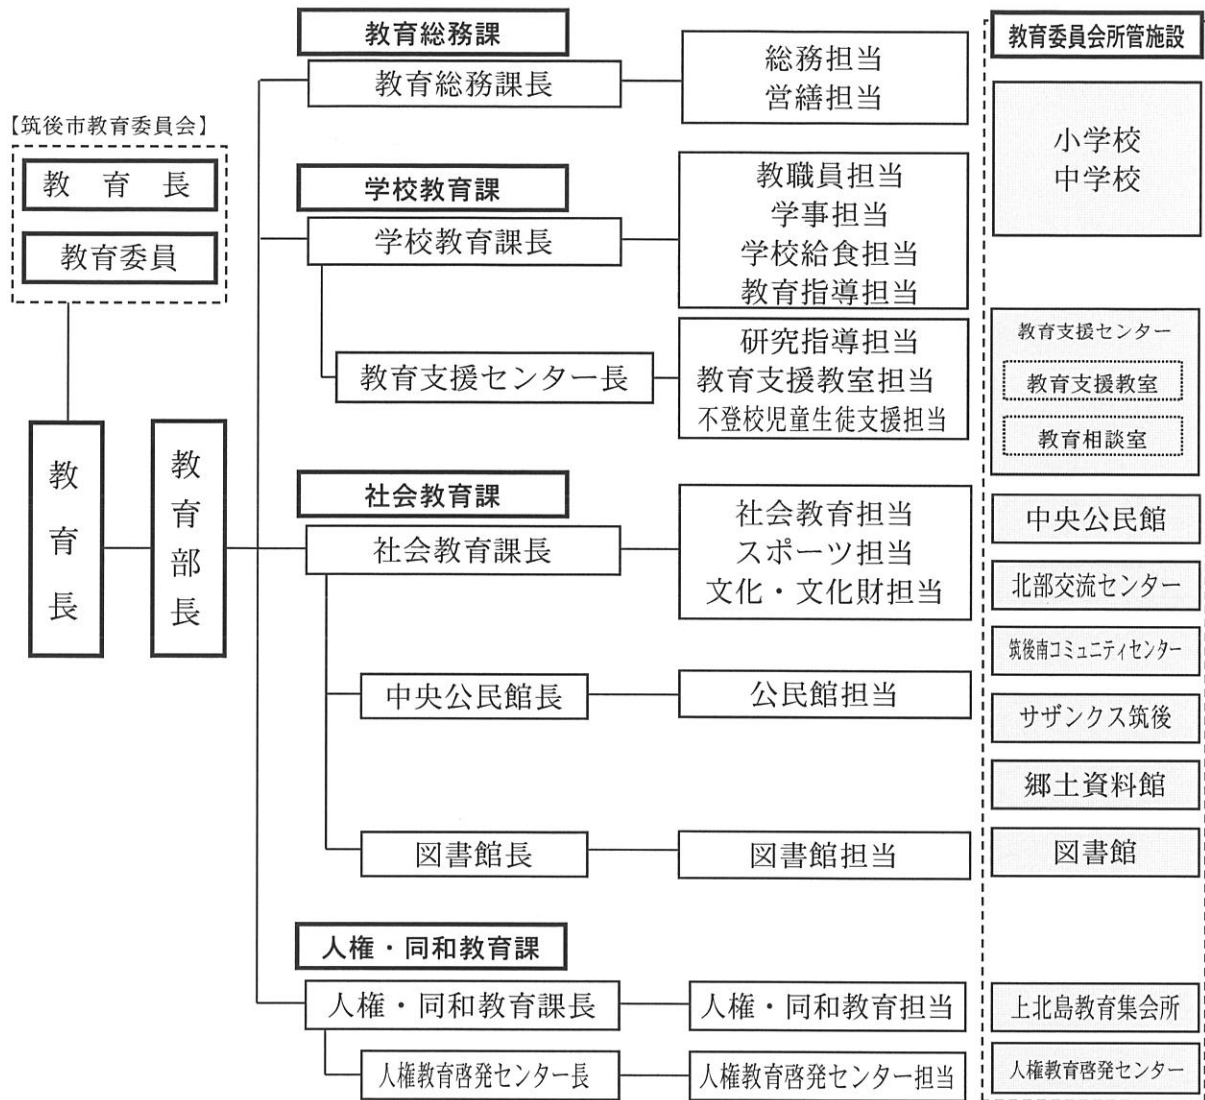 【筑後市教育委員会】
教育長
教育委員
教育長
教育部長
教育総務課
教育総務課長
総務担当
営繕担当
学校教育課
学校教育課長
教職員担当
学事担当
学校給食担当
教育指導担当
教育支援センター長
研究指導担当
教育支援教室担当
不登校児童生徒支援担当
社会教育課
社会教育課長
社会教育担当
スポーツ担当
文化・文化財担当
中央公民館長
公民館担当
図書館長
図書館担当
人権・同和教育課
人権・同和教育課長
人権・同和教育担当
人権教育啓発センター長
人権教育啓発センター担当
教育委員会所管施設
小学校
中学校
教育支援センター
教育支援教室
教育相談室
中央公民館
北部交流センター
筑後南コミュニティセンター
サザンクス筑後
郷土資料館
図書館
上北島教育集会所
人権教育啓発センター